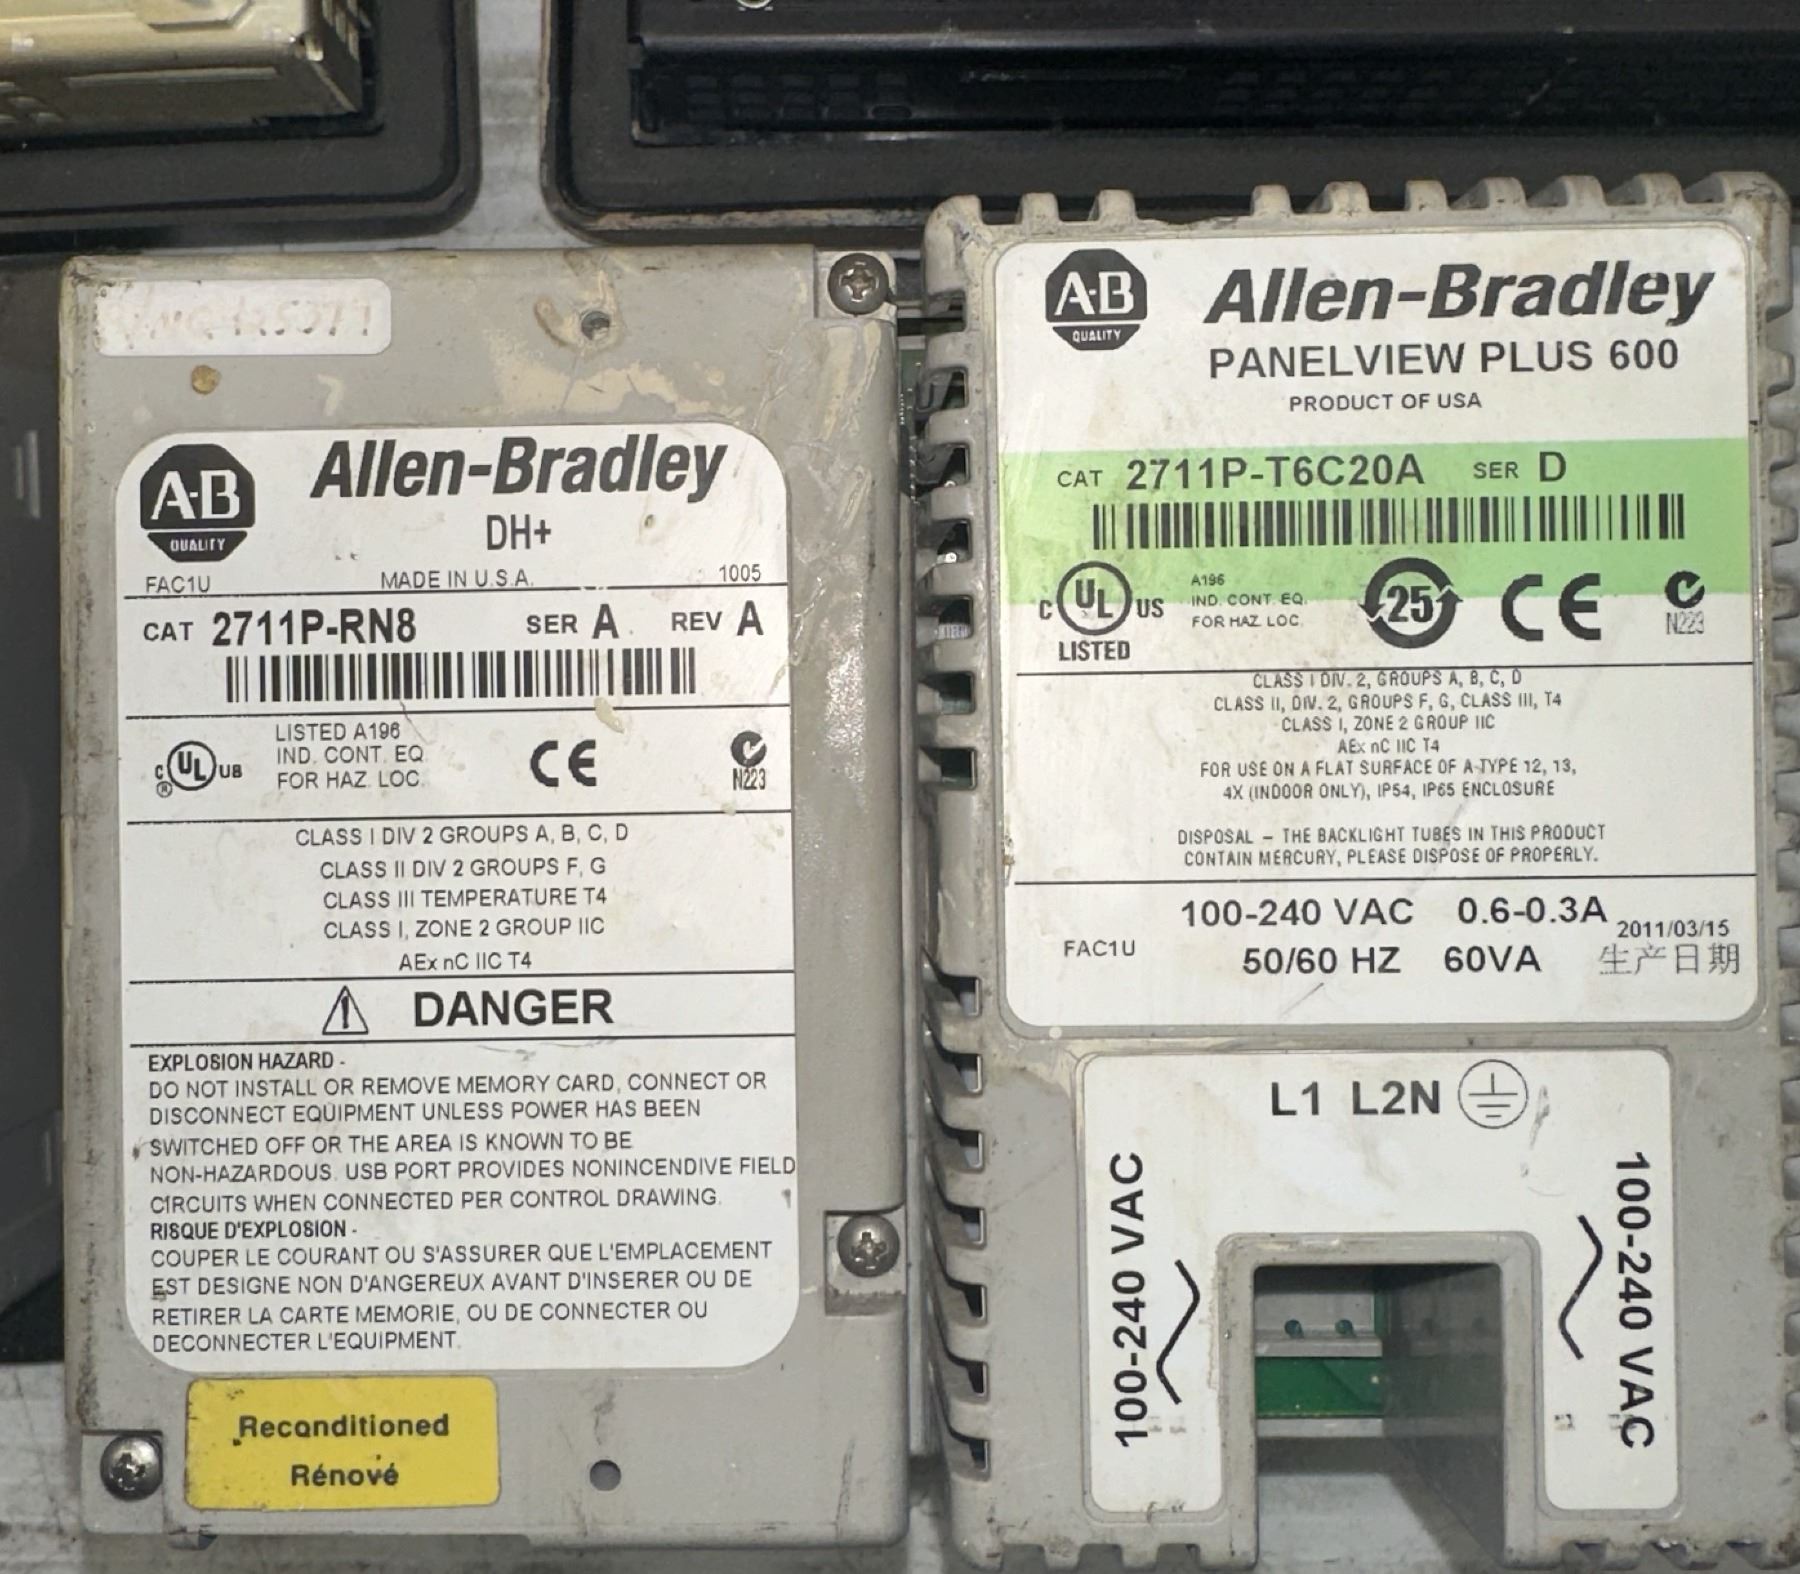 A-B
QUALITY
Allen-Bradley
DH+
FAC1U MADE IN U.S.A. 1005
CAT 2711P-RN8 SER A REV A
C UL US
®
LISTED A196
IND. CONT. EQ.
FOR HAZ. LOC.
CE
N223
CLASS I DIV 2 GROUPS A, B, C, D
CLASS II DIV 2 GROUPS F, G
CLASS III TEMPERATURE T4
CLASS I, ZONE 2 GROUP IIC
AEx nC IIC T4
DANGER
EXPLOSION HAZARD -
DO NOT INSTALL OR REMOVE MEMORY CARD, CONNECT OR
DISCONNECT EQUIPMENT UNLESS POWER HAS BEEN
SWITCHED OFF OR THE AREA IS KNOWN TO BE
NON-HAZARDOUS. USB PORT PROVIDES NONINCENDIVE FIELD
CIRCUITS WHEN CONNECTED PER CONTROL DRAWING.
RISQUE D'EXPLOSION -
COUPER LE COURANT OU S'ASSURER QUE L'EMPLACEMENT
EST DESIGNE NON D'ANGEREUX AVANT D'INSERER OU DE
RETIRER LA CARTE MEMORIE, OU DE CONNECTER OU
DECONNECTER L'EQUIPMENT.
Reconditioned
Rénové
A-B
QUALITY
Allen-Bradley
PANELVIEW PLUS 600
PRODUCT OF USA
CAT 2711P-T6C20A SER D
C UL US
LISTED
A196
IND. CONT. EQ.
FOR HAZ. LOC.
25
CE
N223
CLASS I DIV. 2, GROUPS A, B, C, D
CLASS II, DIV. 2, GROUPS F, G, CLASS III, T4
CLASS I, ZONE 2 GROUP IIC
AEx nC IIC T4
FOR USE ON A FLAT SURFACE OF A TYPE 12, 13,
4X (INDOOR ONLY), IP54, IP65 ENCLOSURE
DISPOSAL – THE BACKLIGHT TUBES IN THIS PRODUCT
CONTAIN MERCURY, PLEASE DISPOSE OF PROPERLY.
100-240 VAC 0.6-0.3A
2011/03/15
FAC1U
50/60 HZ 60VA
生产日期
L1 L2N
100-240 VAC
100-240 VAC